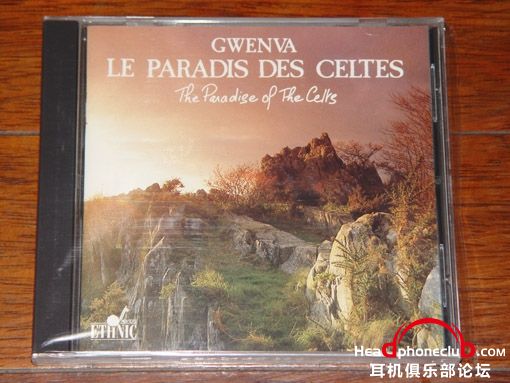 GWENVA
LE PARADIS DES CELTES
The Paradise of The Celts
ETHNIC
Headphoneclub.com
耳机俱乐部论坛